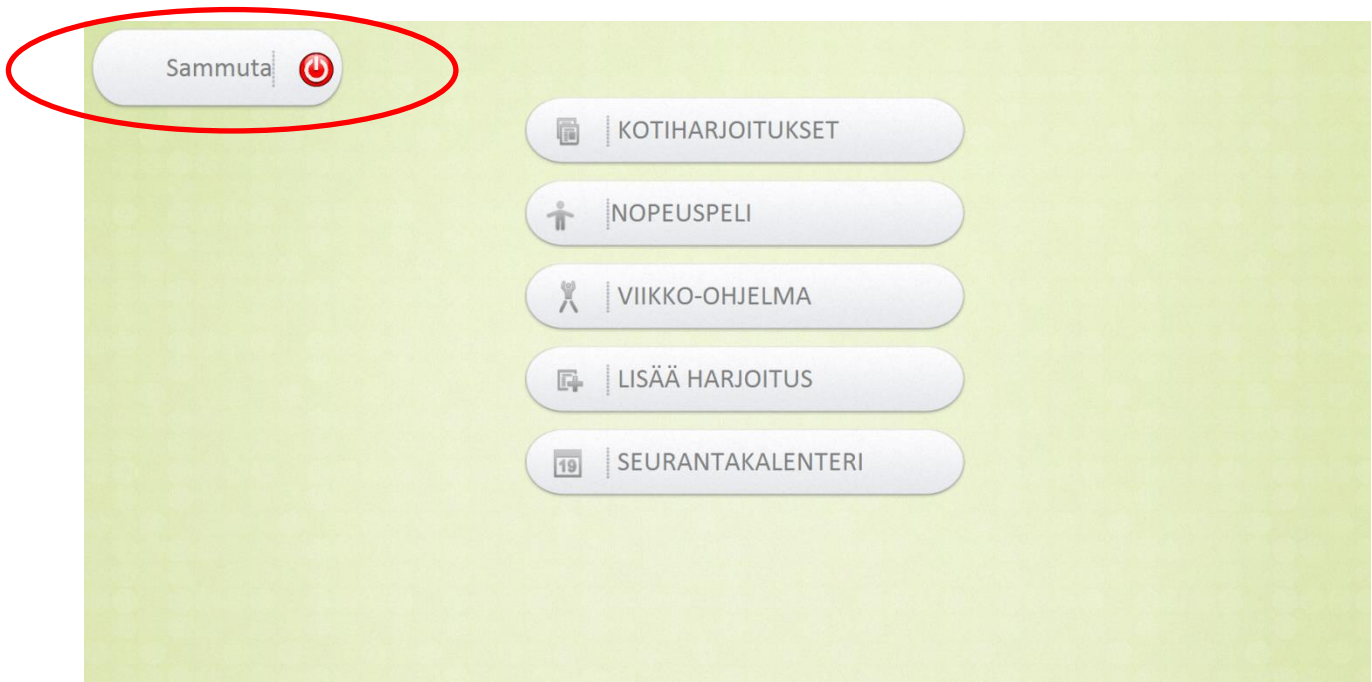 Sammuta
KOTIHARJOITUKSET
NOPEUSPELI
VIIKKO-OHJELMA
LISÄÄ HARJOITUS
19
SEURANTAKALENTERI